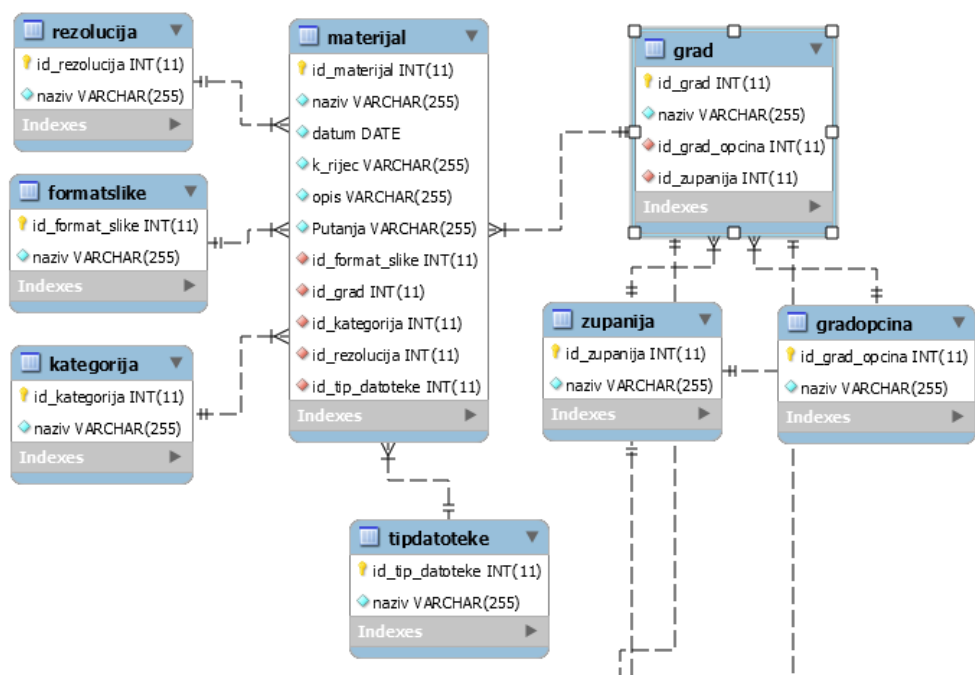 rezolucija
id_rezolucija INT(11)
naziv VARCHAR(255)
Indexes
formatslike
id_format_slike INT(11)
naziv VARCHAR(255)
Indexes
kategorija
id_kategorija INT(11)
naziv VARCHAR(255)
Indexes
materijal
id_materijal INT(11)
naziv VARCHAR(255)
datum DATE
k_rijec VARCHAR(255)
opis VARCHAR(255)
Putanja VARCHAR(255)
id_format_slike INT(11)
id_grad INT(11)
id_kategorija INT(11)
id_rezolucija INT(11)
id_tip_datoteke INT(11)
Indexes
tipdatoteke
id_tip_datoteke INT(11)
naziv VARCHAR(255)
Indexes
grad
id_grad INT(11)
naziv VARCHAR(255)
id_grad_opcina INT(11)
id_zupanija INT(11)
Indexes
zupanija
id_zupanija INT(11)
naziv VARCHAR(255)
Indexes
gradopcina
id_grad_opcina INT(11)
naziv VARCHAR(255)
Indexes